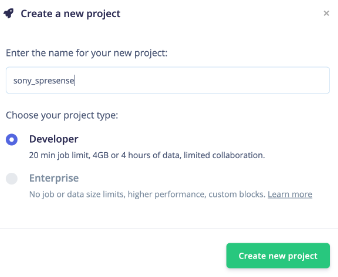 Create a new project
×
Enter the name for your new project:
sony_spresense
Choose your project type:
Developer
20 min job limit, 4GB or 4 hours of data, limited collaboration.
Enterprise
No job or data size limits, higher performance, custom blocks. Learn more
Create new project